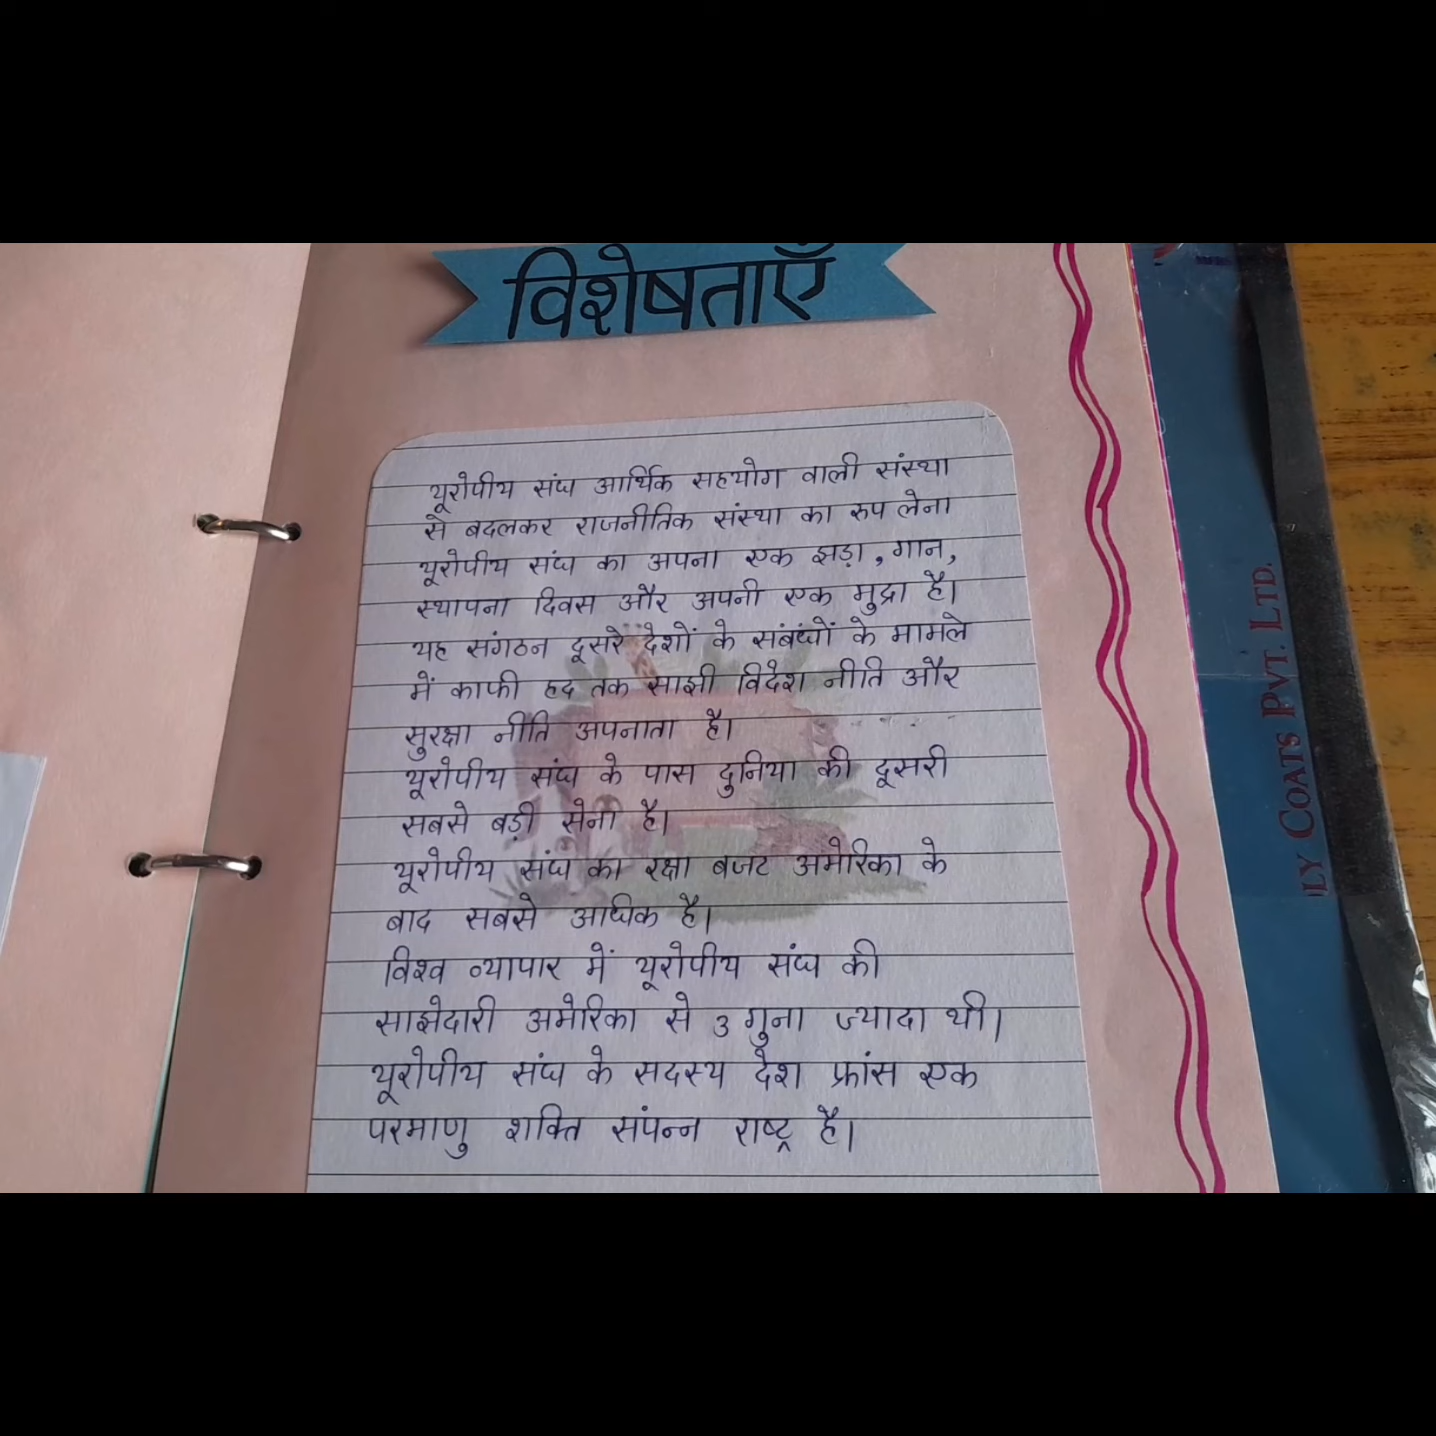 विशेषताएँ
यूरोपीय संघ आर्थिक सहयोग वाली संस्था
से बदलकर राजनीतिक संस्था का रुप लेना
यूरोपीय संघ का अपना एक झड़ा, गान,
स्थापना दिवस और अपनी एक मुद्रा है।
यह संगठन दूसरे देशों के संबंधों के मामले
में काफी हद तक साझी विदेश नीति और
सुरक्षा नीति अपनाता है।
यूरोपीय संघ के पास दुनिया की दूसरी
सबसे बड़ी सेना है।
यूरोपीय संघ का रक्षा बजट अमेरिका के
बाद सबसे अधिक है।
विश्व व्यापार में यूरोपीय संघ की
साझेदारी अमेरिका से 3 गुना ज्यादा थी।
यूरोपीय संघ के सदस्य देश फ्रांस एक
परमाणु शक्ति संपन्न राष्ट्र है।
LY COATS PVT. LTD.